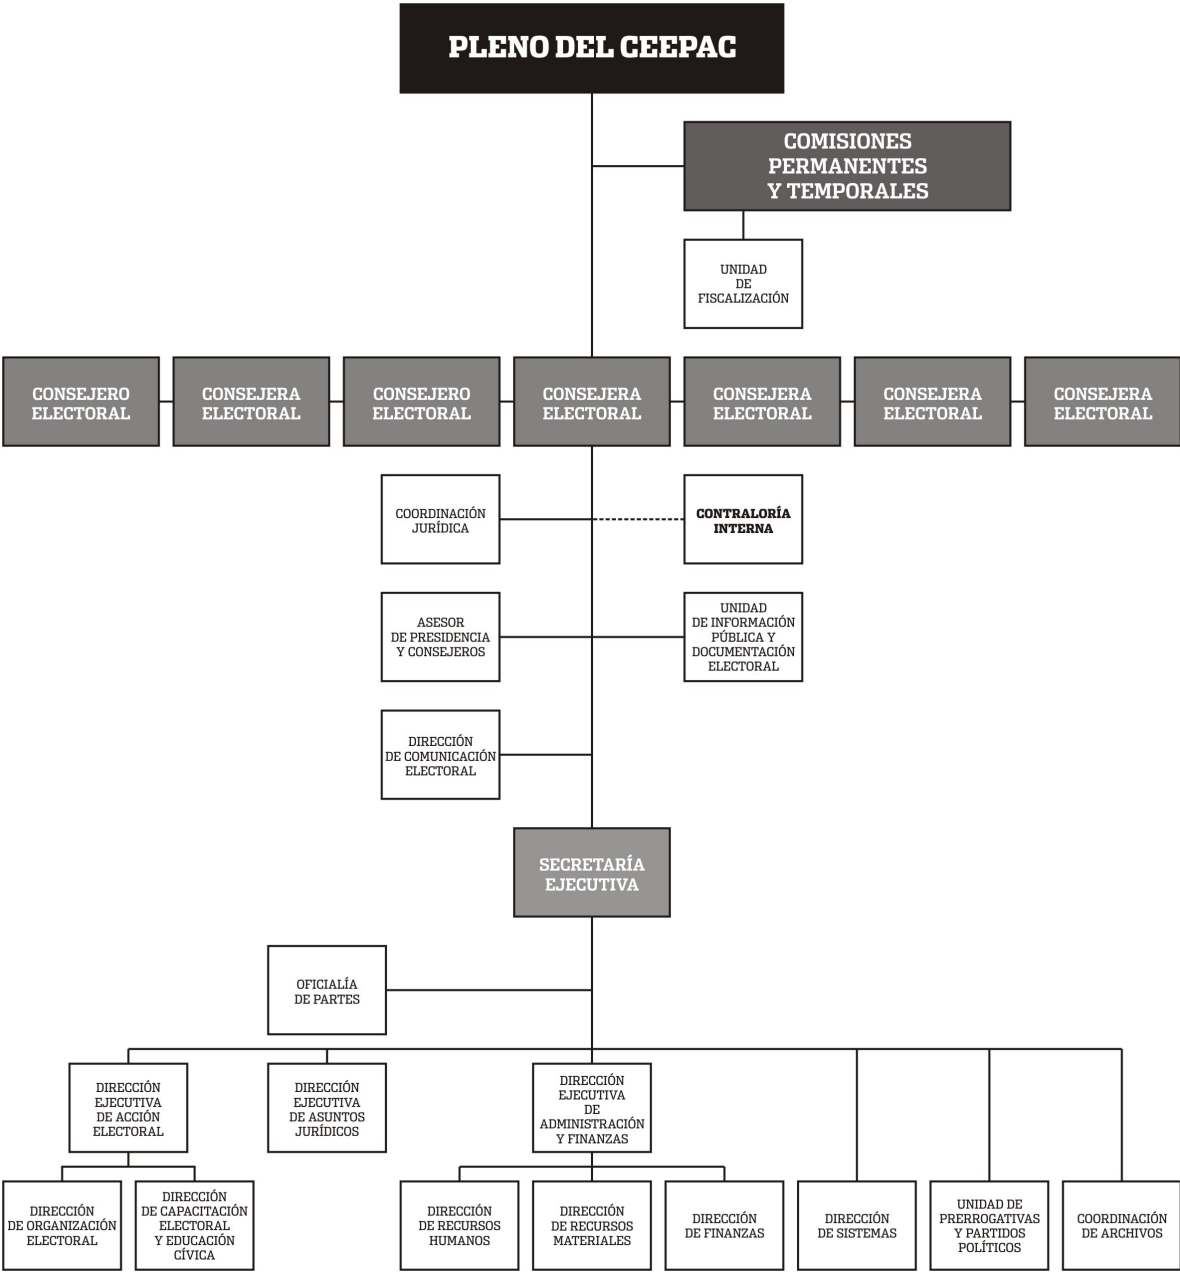 PLENO DEL CEEPAC
COMISIONES
PERMANENTES
Y TEMPORALES
UNIDAD
DE
FISCALIZACIÓN
CONSEJERO
ELECTORAL
CONSEJERA
ELECTORAL
CONSEJERO
ELECTORAL
CONSEJERA
ELECTORAL
CONSEJERA
ELECTORAL
CONSEJERA
ELECTORAL
CONSEJERA
ELECTORAL
COORDINACIÓN
JURÍDICA
CONTRALORÍA
INTERNA
ASESOR
DE PRESIDENCIA
Y CONSEJEROS
UNIDAD
DE INFORMACIÓN
PÚBLICA Y
DOCUMENTACIÓN
ELECTORAL
DIRECCIÓN
DE COMUNICACIÓN
ELECTORAL
SECRETARÍA
EJECUTIVA
OFICIALÍA
DE PARTES
DIRECCIÓN
EJECUTIVA
DE ACCIÓN
ELECTORAL
DIRECCIÓN
EJECUTIVA
DE ASUNTOS
JURÍDICOS
DIRECCIÓN
EJECUTIVA
DE
ADMINISTRACIÓN
Y FINANZAS
DIRECCIÓN
DE ORGANIZACIÓN
ELECTORAL
DIRECCIÓN
DE CAPACITACIÓN
ELECTORAL
Y EDUCACIÓN
CÍVICA
DIRECCIÓN
DE RECURSOS
HUMANOS
DIRECCIÓN
DE RECURSOS
MATERIALES
DIRECCIÓN
DE FINANZAS
DIRECCIÓN
DE SISTEMAS
UNIDAD DE
PRERROGATIVAS
Y PARTIDOS
POLÍTICOS
COORDINACIÓN
DE ARCHIVOS